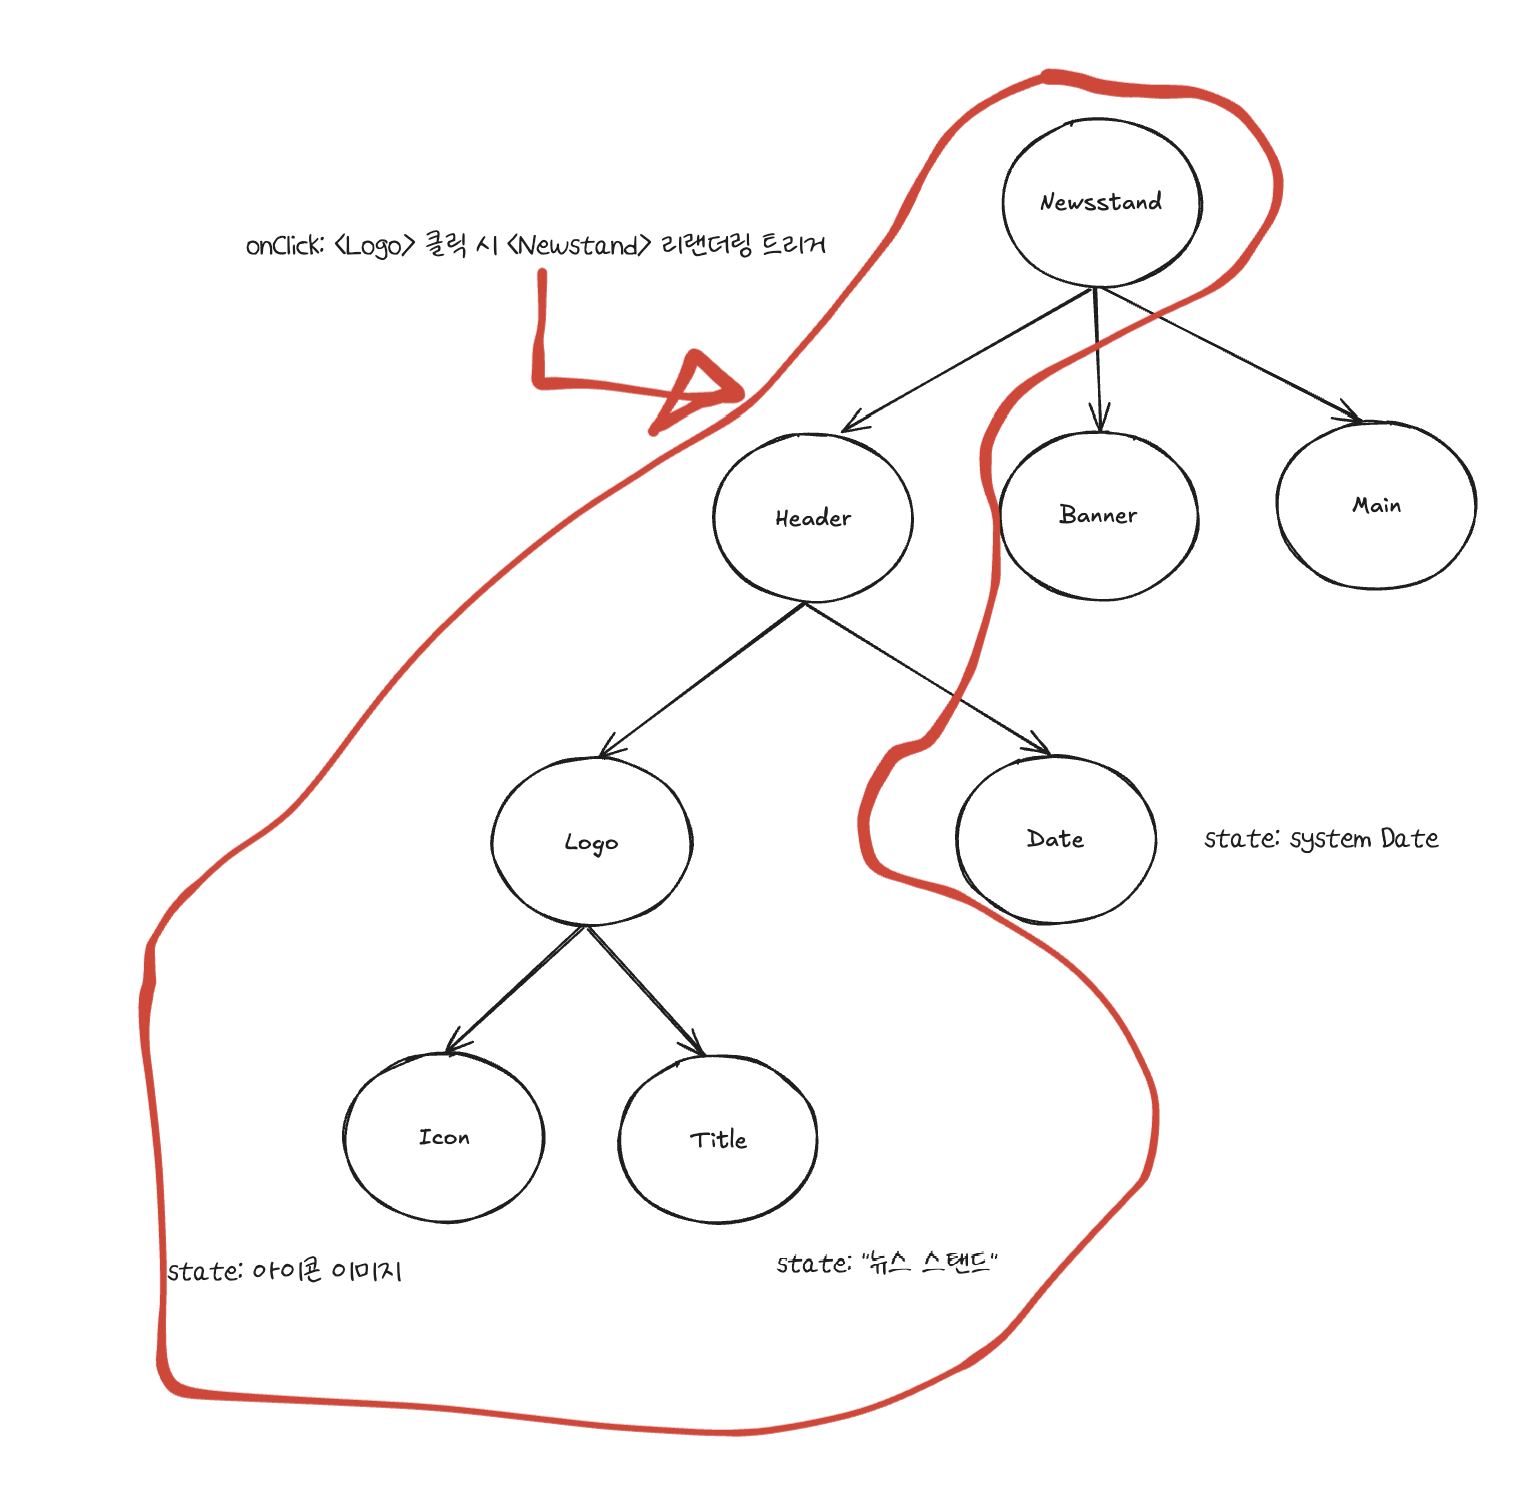 Newsstand
onClick: <Logo> 클릭 시 <Newstand> 리랜더링 트리거
Header
Banner
Main
Logo
Date
state: system Date
Icon
Title
state: 아이콘 이미지
state: "뉴스 스탠드"